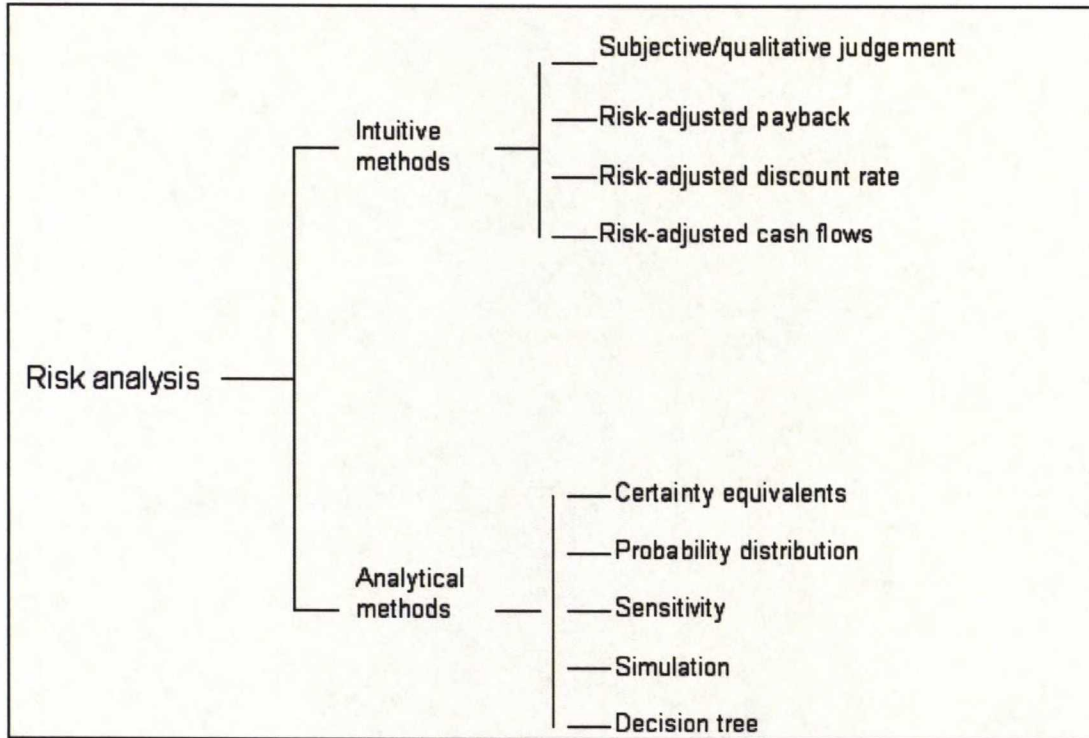 Risk analysis
Intuitive
methods
Subjective/qualitative judgement
Risk-adjusted payback
Risk-adjusted discount rate
Risk-adjusted cash flows
Analytical
methods
Certainty equivalents
Probability distribution
Sensitivity
Simulation
Decision tree